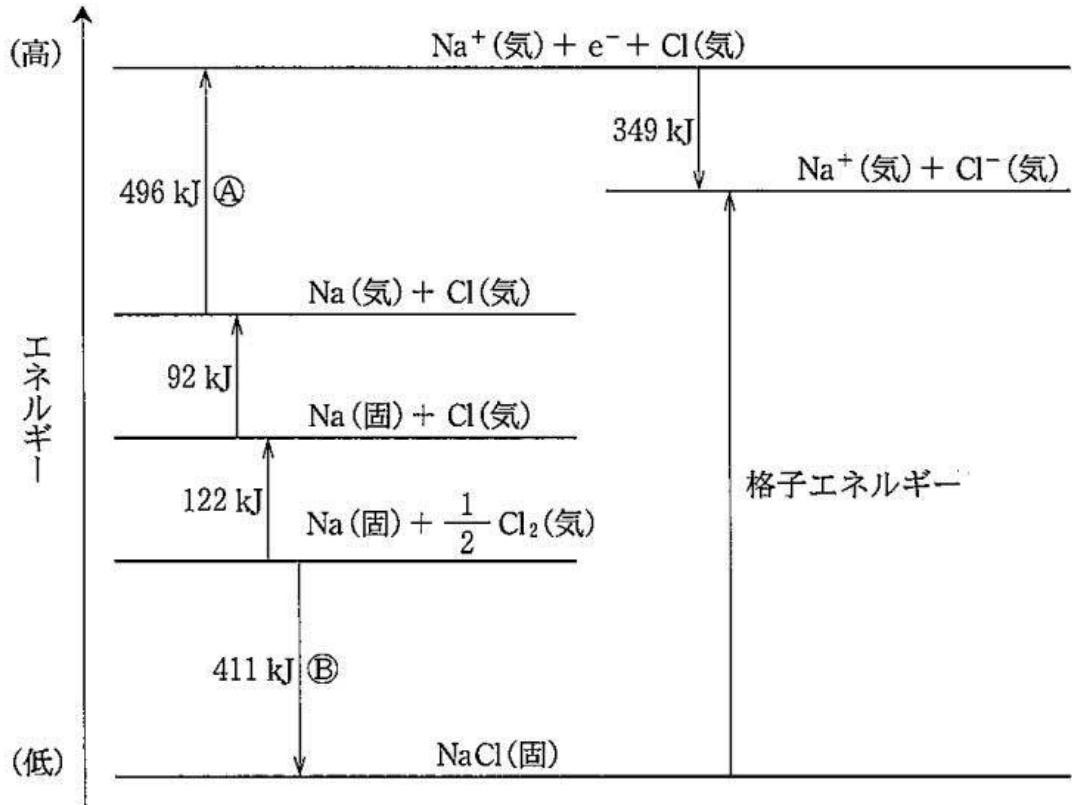 (高)
Na⁺(気) + e⁻ + Cl(気)
349 kJ
Na⁺(気) + Cl⁻(気)
496 kJ Ⓐ
Na(気) + Cl(気)
エネルギー
92 kJ
Na(固) + Cl(気)
格子エネルギー
122 kJ
Na(固) + 1/2 Cl₂(気)
411 kJ Ⓑ
NaCl(固)
(低)